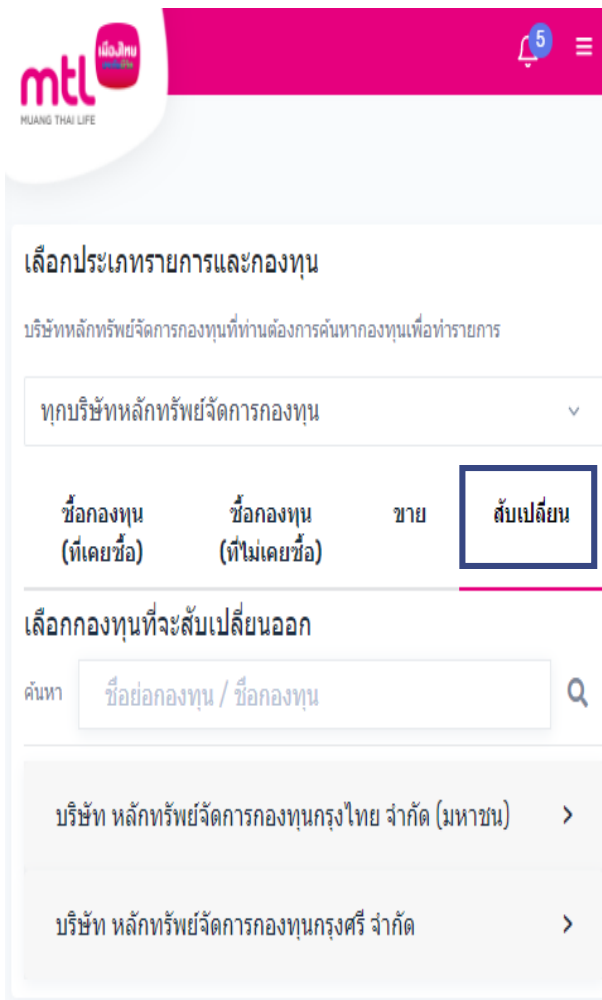 เมืองไทย
mtl
MUANG THAI LIFE
5
เลือกประเภทรายการและกองทุน
บริษัทหลักทรัพย์จัดการกองทุนที่ท่านต้องการค้นหากองทุนเพื่อทำรายการ
ทุกบริษัทหลักทรัพย์จัดการกองทุน
ซื้อกองทุน ซื้อกองทุน ขาย สับเปลี่ยน
(ที่เคยซื้อ) (ที่ไม่เคยซื้อ)
เลือกกองทุนที่จะสับเปลี่ยนออก
ค้นหา ชื่อย่อกองทุน / ชื่อกองทุน
บริษัท หลักทรัพย์จัดการกองทุนกรุงไทย จำกัด (มหาชน)
บริษัท หลักทรัพย์จัดการกองทุนกรุงศรี จำกัด